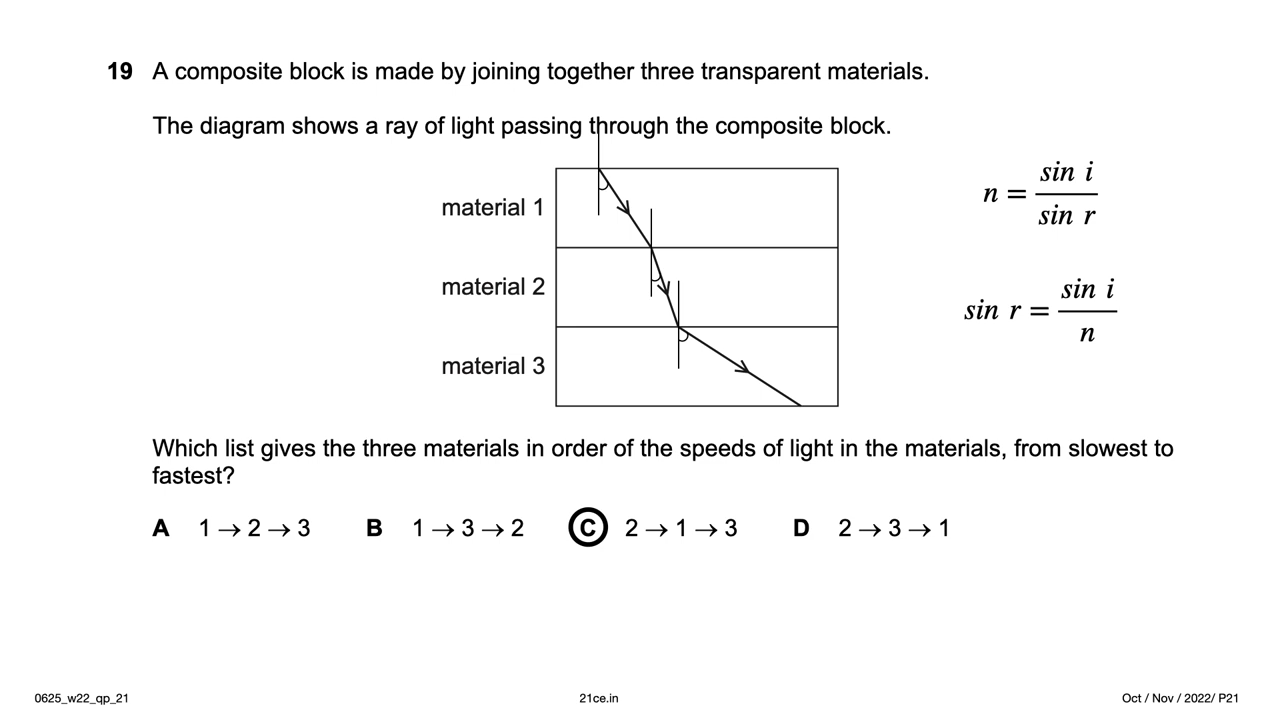 19 A composite block is made by joining together three transparent materials.
The diagram shows a ray of light passing through the composite block.
material 1
material 2
material 3
n = sin i / sin r
sin r = sin i / n
Which list gives the three materials in order of the speeds of light in the materials, from slowest to
fastest?
A 1 → 2 → 3 B 1 → 3 → 2 C 2 → 1 → 3 D 2 → 3 → 1
0625_w22_qp_21 21ce.in Oct / Nov / 2022/ P21